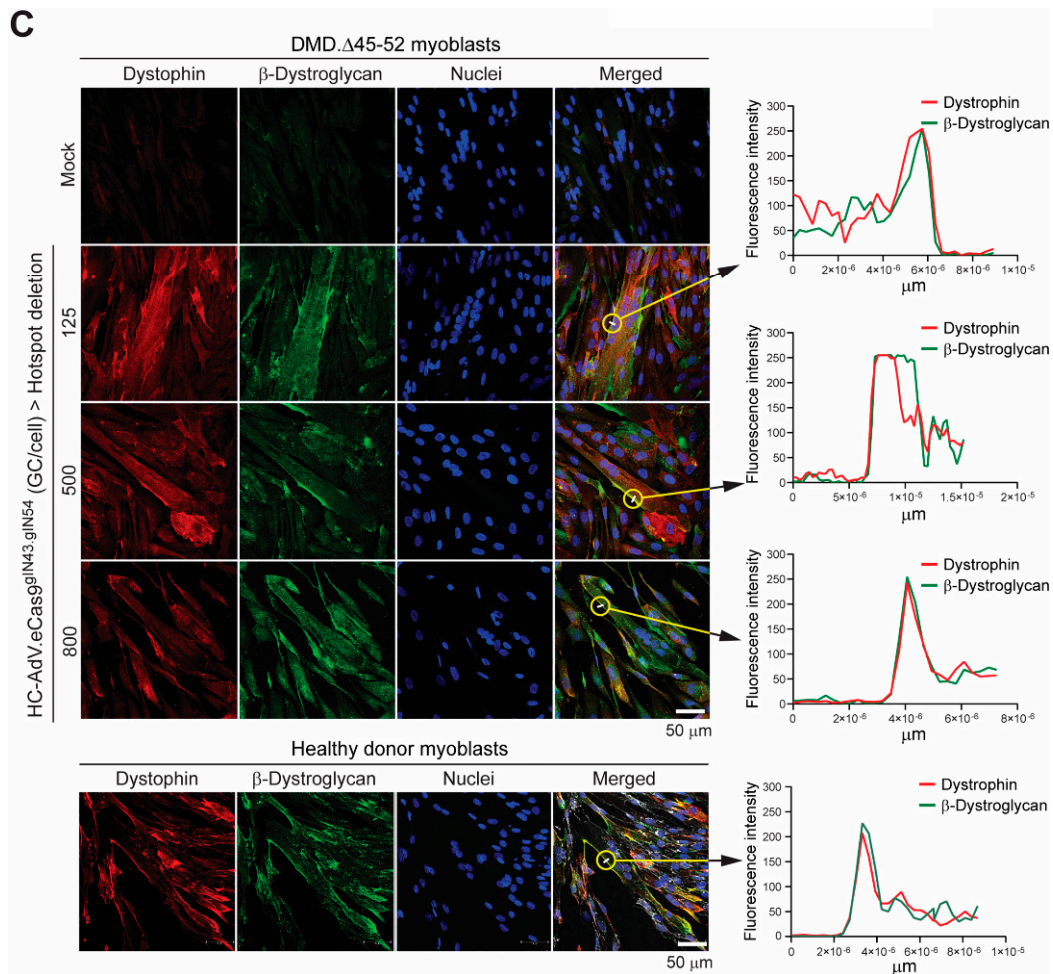 C
DMD.Δ45-52 myoblasts
Dystophin β-Dystroglycan Nuclei Merged
Mock
HC-AdV.eCas9gIN43.gIN54 (GC/cell) > Hotspot deletion
125
500
800
50 μm
Healthy donor myoblasts
Dystophin β-Dystroglycan Nuclei Merged
50 μm
Dystrophin
β-Dystroglycan
Fluorescence intensity
300
250
200
150
100
50
0
0 2×10-6 4×10-6 6×10-6 8×10-6 1×10-5
μm
Dystrophin
β-Dystroglycan
Fluorescence intensity
300
250
200
150
100
50
0
0 5×10-6 1×10-5 1.5×10-5 2×10-5
μm
Dystrophin
β-Dystroglycan
Fluorescence intensity
300
250
200
150
100
50
0
0 2×10-6 4×10-6 6×10-6 8×10-6
μm
Dystrophin
β-Dystroglycan
Fluorescence intensity
300
250
200
150
100
50
0
0 2×10-6 4×10-6 6×10-6 8×10-6 1×10-5
μm